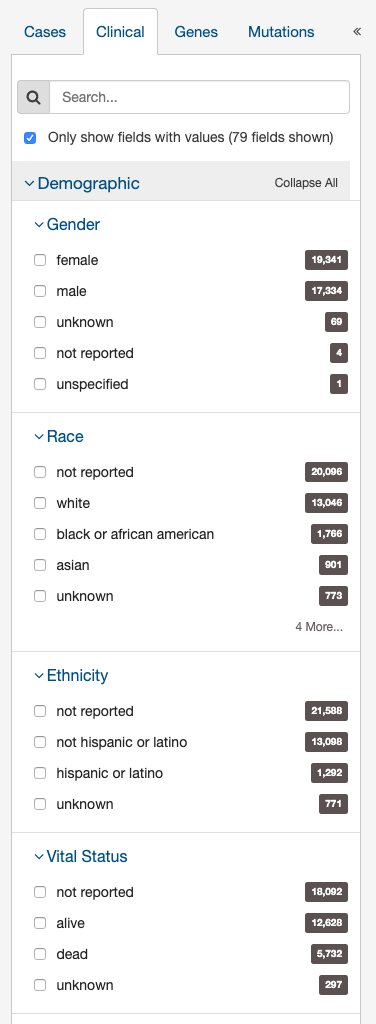 Cases Clinical Genes Mutations «
Search...
Only show fields with values (79 fields shown)
Demographic Collapse All
Gender
female 19,341
male 17,334
unknown 69
not reported 4
unspecified 1
Race
not reported 20,096
white 13,046
black or african american 1,766
asian 901
unknown 773
4 More...
Ethnicity
not reported 21,588
not hispanic or latino 13,098
hispanic or latino 1,292
unknown 771
Vital Status
not reported 18,092
alive 12,628
dead 5,732
unknown 297